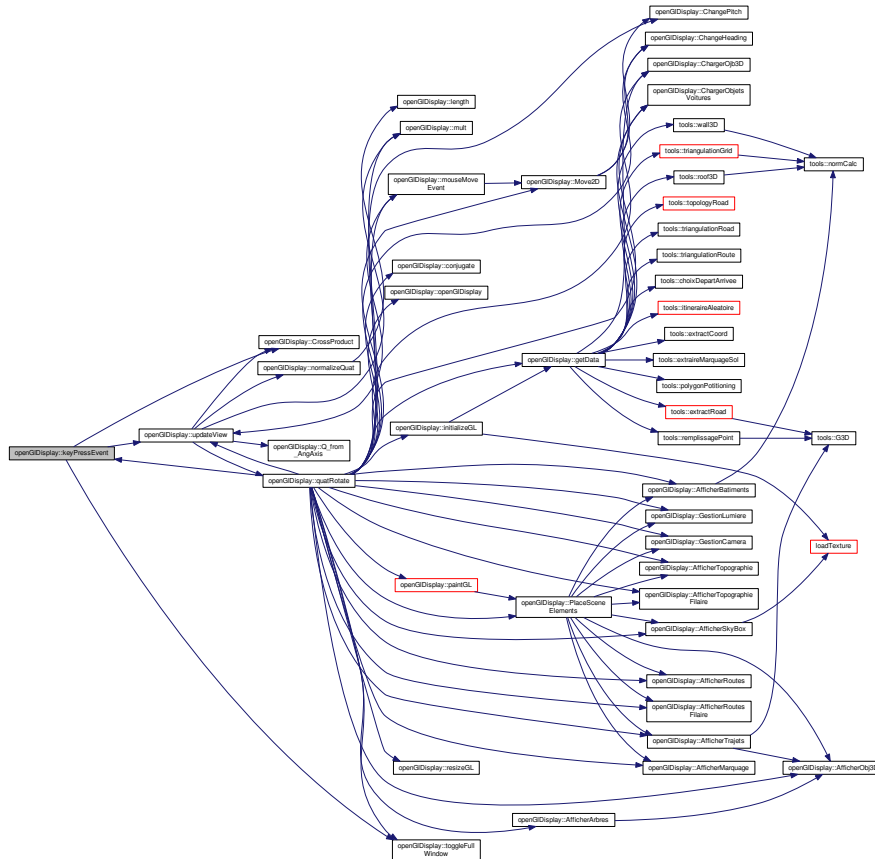 openGlDisplay::keyPressEvent
openGlDisplay::CrossProduct
openGlDisplay::normalizeQuat
openGlDisplay::updateView
openGlDisplay::Q_from
_AngAxis
openGlDisplay::quatRotate
openGlDisplay::length
openGlDisplay::mult
openGlDisplay::mouseMove
Event
openGlDisplay::conjugate
openGlDisplay::openGlDisplay
openGlDisplay::initializeGL
openGlDisplay::paintGL
openGlDisplay::resizeGL
openGlDisplay::toggleFull
Window
openGlDisplay::Move2D
openGlDisplay::getData
openGlDisplay::PlaceScene
Elements
openGlDisplay::AfficherArbres
openGlDisplay::ChangePitch
openGlDisplay::ChangeHeading
openGlDisplay::ChargerOjb3D
openGlDisplay::ChargerObjets
Voitures
tools::wall3D
tools::triangulationGrid
tools::roof3D
tools::topologyRoad
tools::triangulationRoad
tools::triangulationRoute
tools::choixDepartArrivee
tools::itineraireAleatoire
tools::extractCoord
tools::extraireMarquageSol
tools::polygonPotitioning
tools::extractRoad
tools::remplissagePoint
openGlDisplay::AfficherBatiments
openGlDisplay::GestionLumiere
openGlDisplay::GestionCamera
openGlDisplay::AfficherTopographie
openGlDisplay::AfficherTopographie
Filaire
openGlDisplay::AfficherSkyBox
openGlDisplay::AfficherRoutes
openGlDisplay::AfficherRoutes
Filaire
openGlDisplay::AfficherTrajets
openGlDisplay::AfficherMarquage
tools::normCalc
tools::G3D
loadTexture
openGlDisplay::AfficherObj3D